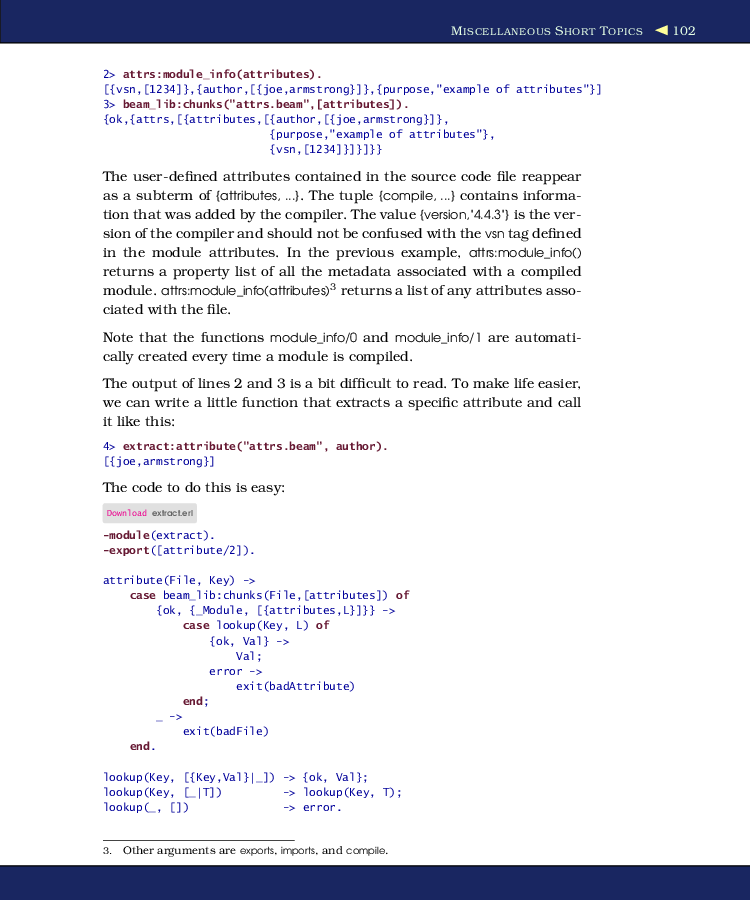 MISCELLANEOUS SHORT TOPICS ◀ 102
2> attrs:module_info(attributes).
[{vsn,[1234]},{author,[{joe,armstrong}]},{purpose,"example of attributes"}]
3> beam_lib:chunks("attrs.beam",[attributes]).
{ok,{attrs,[{attributes,[{author,[{joe,armstrong}]},
{purpose,"example of attributes"},
{vsn,[1234]}]}]}}
The user-defined attributes contained in the source code file reappear
as a subterm of {attributes, ...}. The tuple {compile, ...} contains informa-
tion that was added by the compiler. The value {version,'4.4.3'} is the ver-
sion of the compiler and should not be confused with the vsn tag defined
in the module attributes. In the previous example, attrs:module_info()
returns a property list of all the metadata associated with a compiled
module. attrs:module_info(attributes)3 returns a list of any attributes asso-
ciated with the file.
Note that the functions module_info/0 and module_info/1 are automati-
cally created every time a module is compiled.
The output of lines 2 and 3 is a bit difficult to read. To make life easier,
we can write a little function that extracts a specific attribute and call
it like this:
4> extract:attribute("attrs.beam", author).
[{joe,armstrong}]
The code to do this is easy:
Download extract.erl
-module(extract).
-export([attribute/2]).
attribute(File, Key) ->
case beam_lib:chunks(File,[attributes]) of
{ok, {_Module, [{attributes,L}]}} ->
case lookup(Key, L) of
{ok, Val} ->
Val;
error ->
exit(badAttribute)
end;
_ ->
exit(badFile)
end.
lookup(Key, [{Key,Val}|_]) -> {ok, Val};
lookup(Key, [_|T]) -> lookup(Key, T);
lookup(_, []) -> error.
3. Other arguments are exports, imports, and compile.